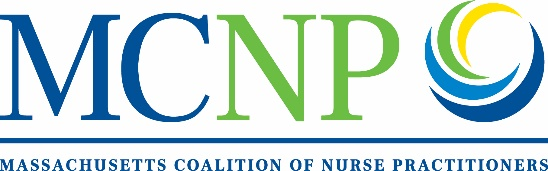 MCNP
MASSACHUSETTS COALITION OF NURSE PRACTITIONERS